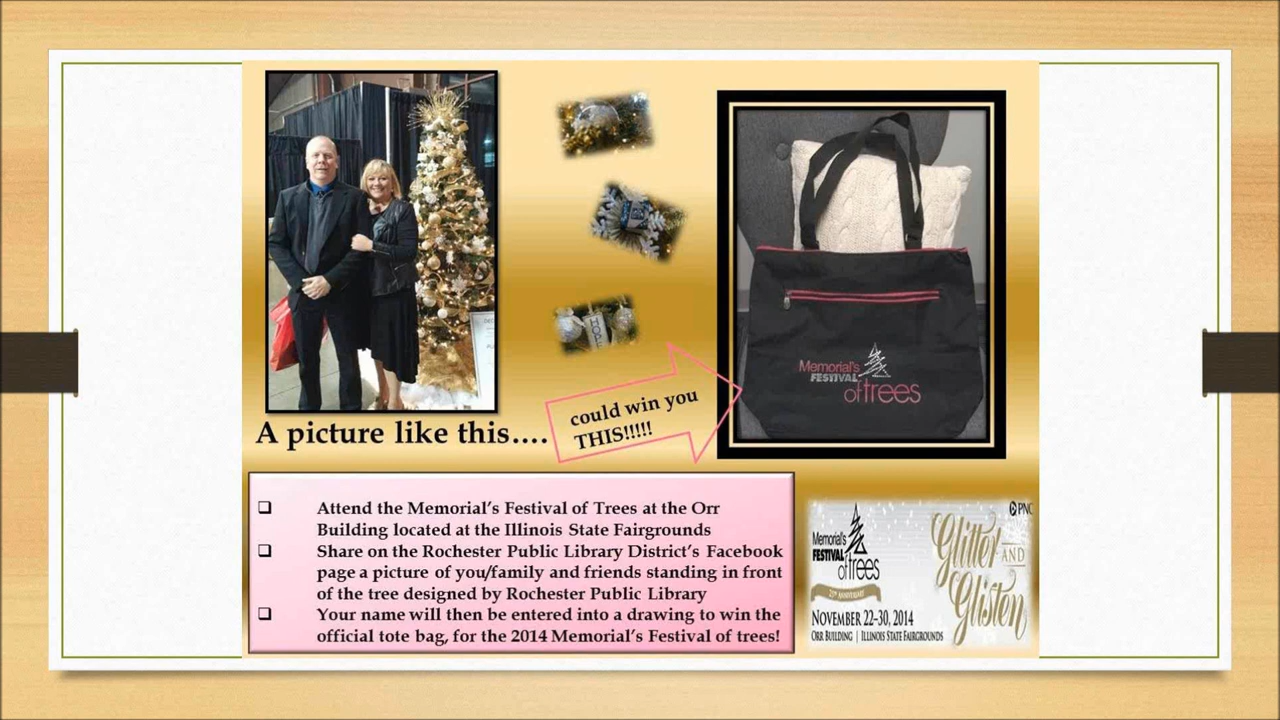 A picture like this....
could win you
THIS!!!!!
Memorial's
FESTIVAL
of trees
❑ Attend the Memorial's Festival of Trees at the Orr
Building located at the Illinois State Fairgrounds
❑ Share on the Rochester Public Library District's Facebook
page a picture of you/family and friends standing in front
of the tree designed by Rochester Public Library
❑ Your name will then be entered into a drawing to win the
official tote bag, for the 2014 Memorial's Festival of trees!
PNC
Memorial's
FESTIVAL
of trees
25TH ANNIVERSARY
Glitter AND
Glisten
NOVEMBER 22-30, 2014
ORR BUILDING | ILLINOIS STATE FAIRGROUNDS